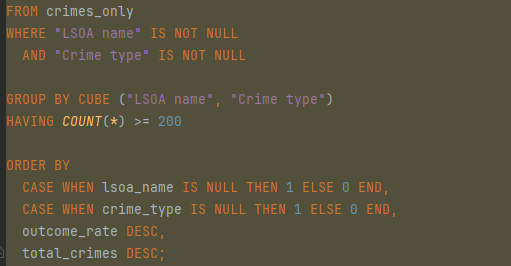 FROM crimes_only
WHERE "LSOA name" IS NOT NULL
AND "Crime type" IS NOT NULL
GROUP BY CUBE ("LSOA name", "Crime type")
HAVING COUNT(*) >= 200
ORDER BY
CASE WHEN lsoa_name IS NULL THEN 1 ELSE 0 END,
CASE WHEN crime_type IS NULL THEN 1 ELSE 0 END,
outcome_rate DESC,
total_crimes DESC;